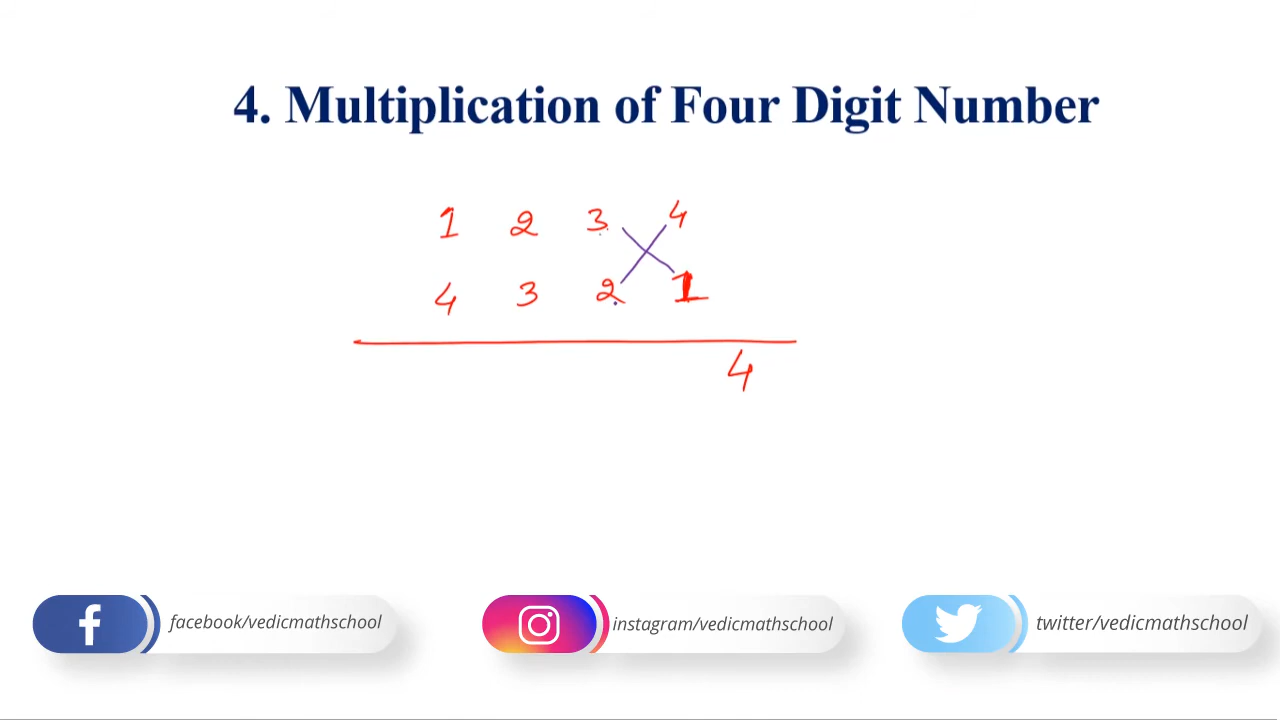 4. Multiplication of Four Digit Number
1 2 3 4
4 3 2 1
4
facebook/vedicmathschool
instagram/vedicmathschool
twitter/vedicmathschool